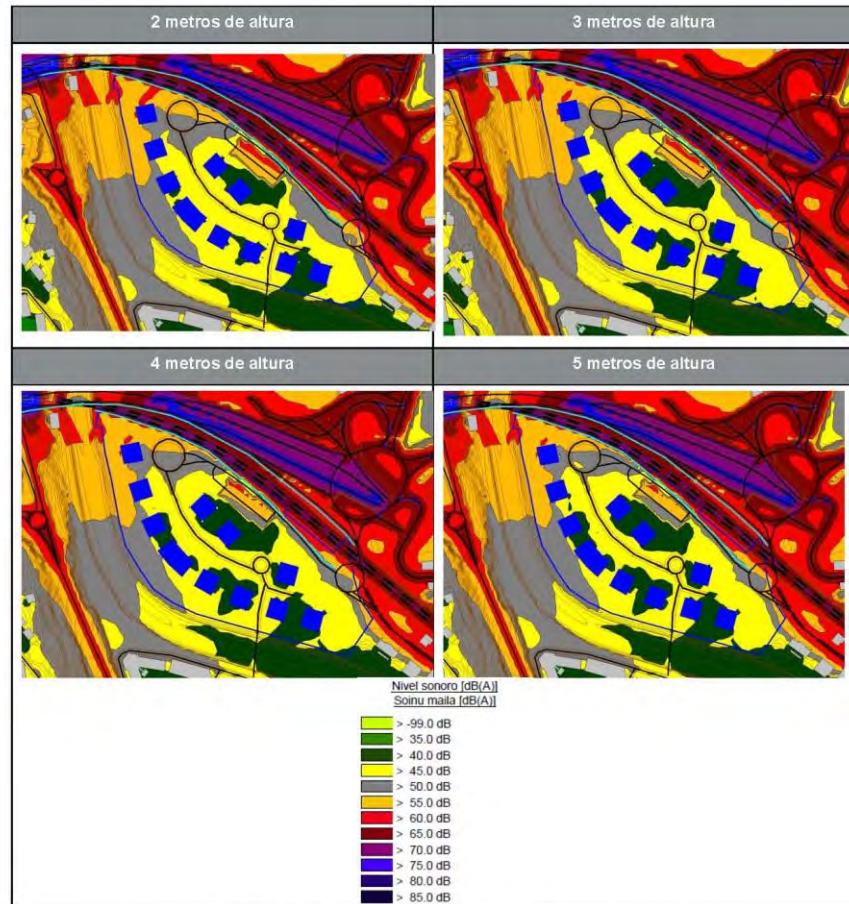 2 metros de altura
3 metros de altura
4 metros de altura
5 metros de altura
Nivel sonoro [dB(A)]
Soinu maila [dB(A)]
> -99.0 dB
> 35.0 dB
> 40.0 dB
> 45.0 dB
> 50.0 dB
> 55.0 dB
> 60.0 dB
> 65.0 dB
> 70.0 dB
> 75.0 dB
> 80.0 dB
> 85.0 dB